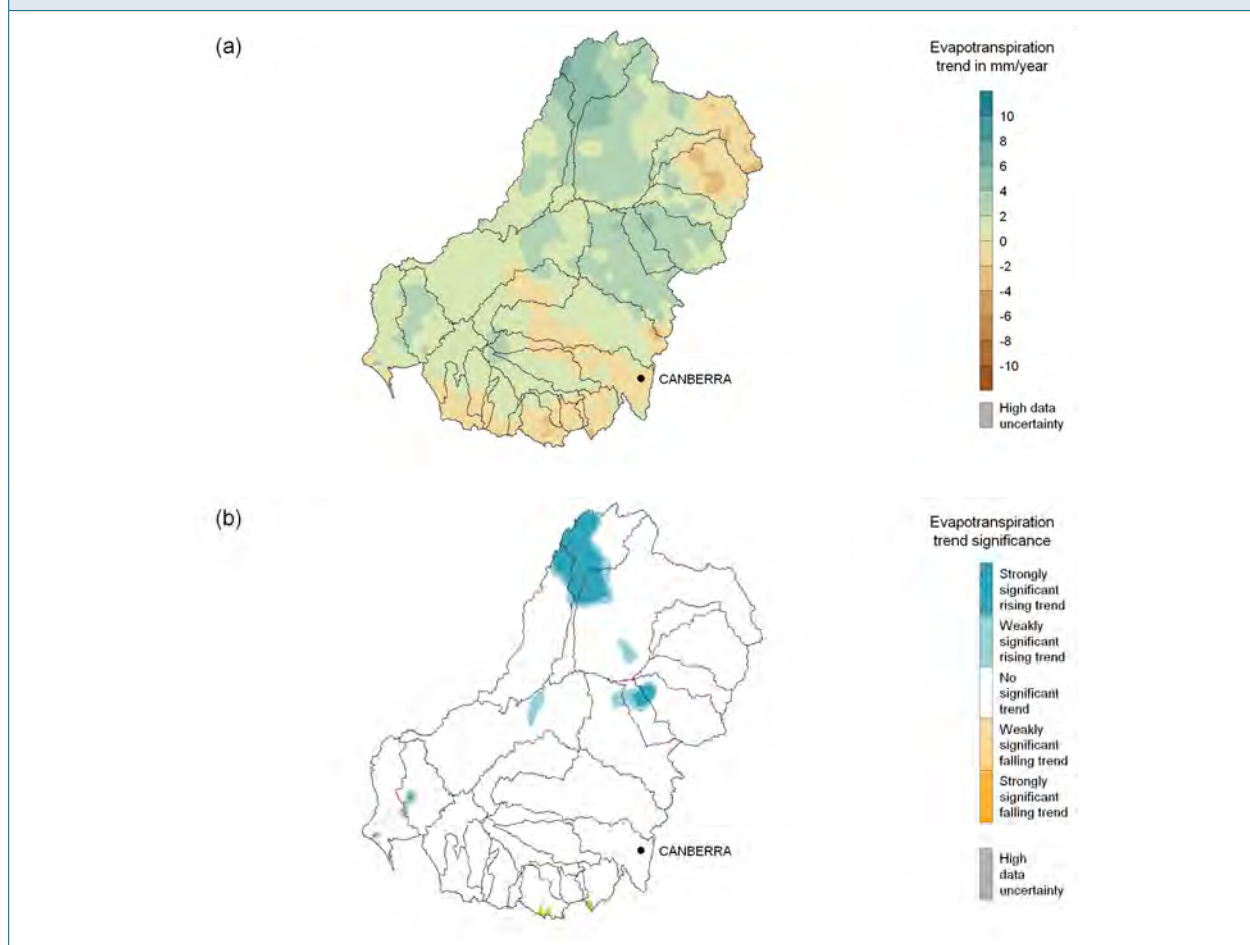 (a)
Evapotranspiration
trend in mm/year
10
8
6
4
2
0
-2
-4
-6
-8
-10
High data
uncertainty
CANBERRA
(b)
Evapotranspiration
trend significance
Strongly
significant
rising trend
Weakly
significant
rising trend
No
significant
trend
Weakly
significant
falling trend
Strongly
significant
falling trend
High
data
uncertainty
CANBERRA